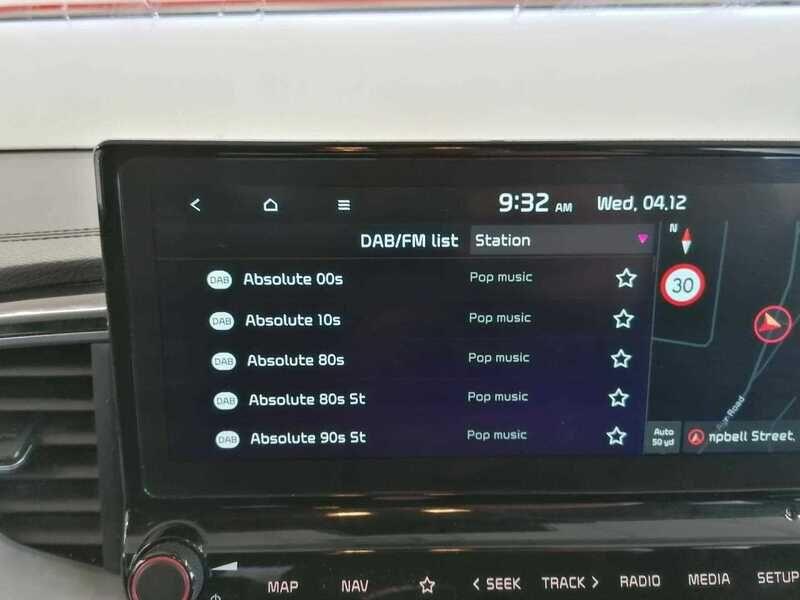 9:32 AM Wed, 04.12
DAB/FM list Station
N
DAB Absolute 00s Pop music
30
DAB Absolute 10s Pop music
DAB Absolute 80s Pop music
DAB Absolute 80s St Pop music
Road
DAB Absolute 90s St Pop music
Auto
50 yd
mpbell Street,
MAP NAV < SEEK TRACK > RADIO MEDIA SETUP